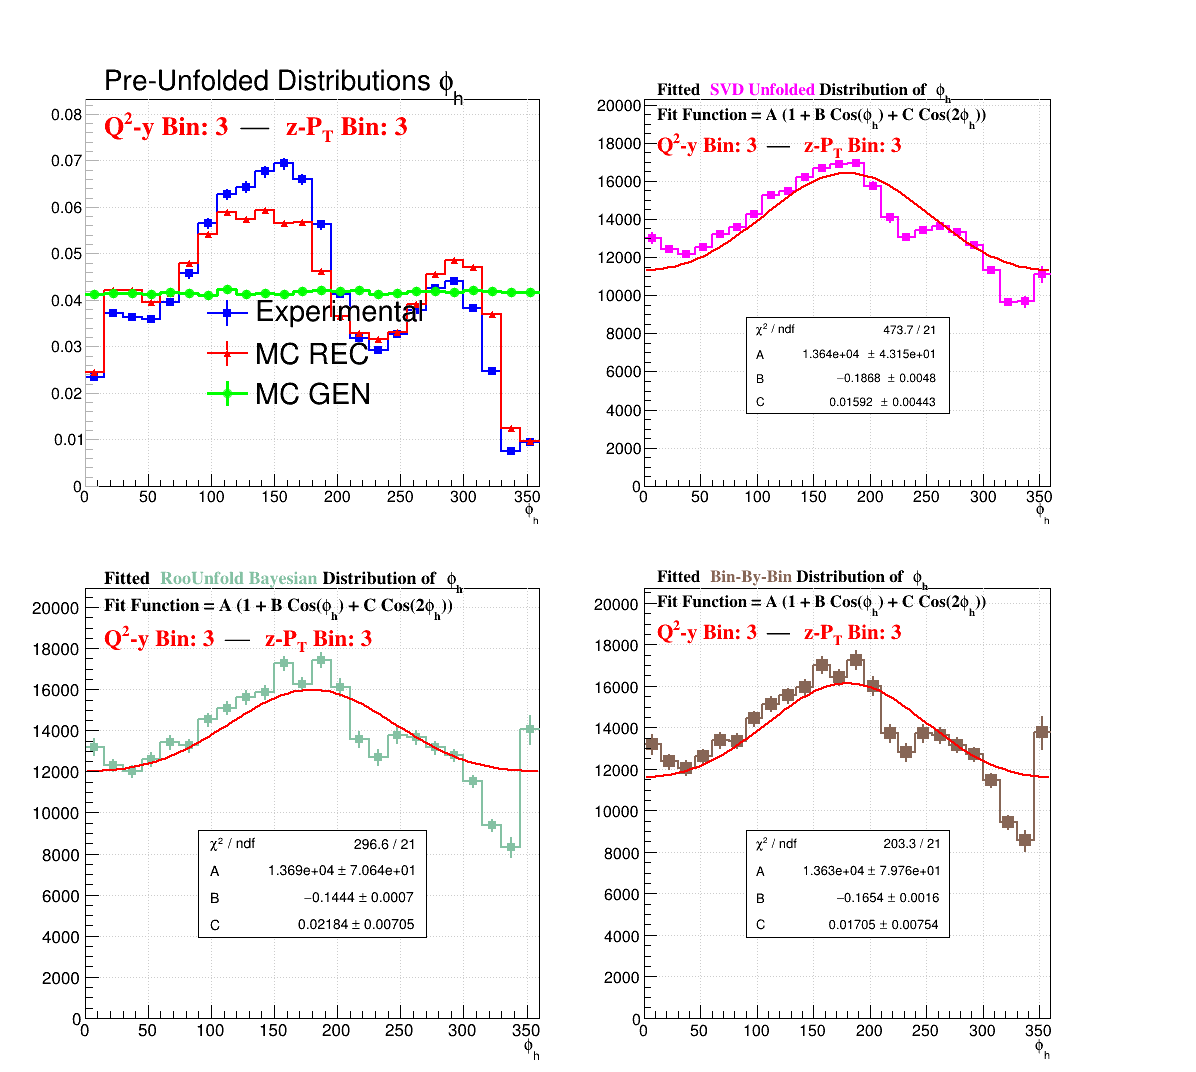 Pre-Unfolded Distributions ϕh
Q2-y Bin: 3 — z-PT Bin: 3
0.08
0.07
0.06
0.05
0.04
0.03
0.02
0.01
0
Experimental
MC REC
MC GEN
0 50 100 150 200 250 300 350
ϕh
Fitted SVD Unfolded Distribution of ϕh
Fit Function = A (1 + B Cos(ϕh) + C Cos(2ϕh))
Q2-y Bin: 3 — z-PT Bin: 3
20000
18000
16000
14000
12000
10000
8000
6000
4000
2000
0
χ2 / ndf 473.7 / 21
A 1.364e+04 ± 4.315e+01
B −0.1868 ± 0.0048
C 0.01592 ± 0.00443
0 50 100 150 200 250 300 350
ϕh
Fitted RooUnfold Bayesian Distribution of ϕh
Fit Function = A (1 + B Cos(ϕh) + C Cos(2ϕh))
Q2-y Bin: 3 — z-PT Bin: 3
20000
18000
16000
14000
12000
10000
8000
6000
4000
2000
0
χ2 / ndf 296.6 / 21
A 1.369e+04 ± 7.064e+01
B −0.1444 ± 0.0007
C 0.02184 ± 0.00705
0 50 100 150 200 250 300 350
ϕh
Fitted Bin-By-Bin Distribution of ϕh
Fit Function = A (1 + B Cos(ϕh) + C Cos(2ϕh))
Q2-y Bin: 3 — z-PT Bin: 3
20000
18000
16000
14000
12000
10000
8000
6000
4000
2000
0
χ2 / ndf 203.3 / 21
A 1.363e+04 ± 7.976e+01
B −0.1654 ± 0.0016
C 0.01705 ± 0.00754
0 50 100 150 200 250 300 350
ϕh